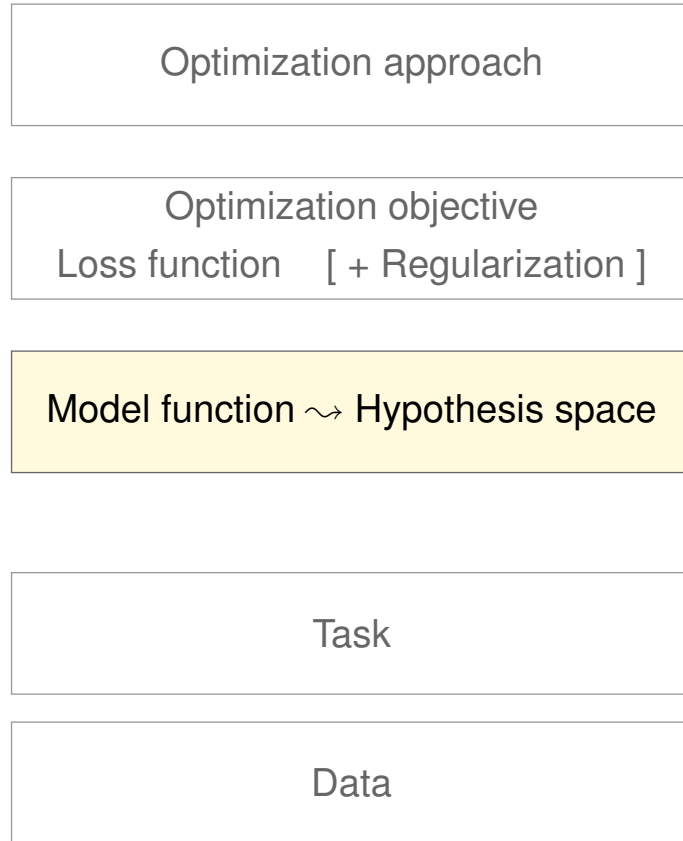 Optimization approach
Optimization objective
Loss function [ + Regularization ]
Model function ⤳ Hypothesis space
Task
Data